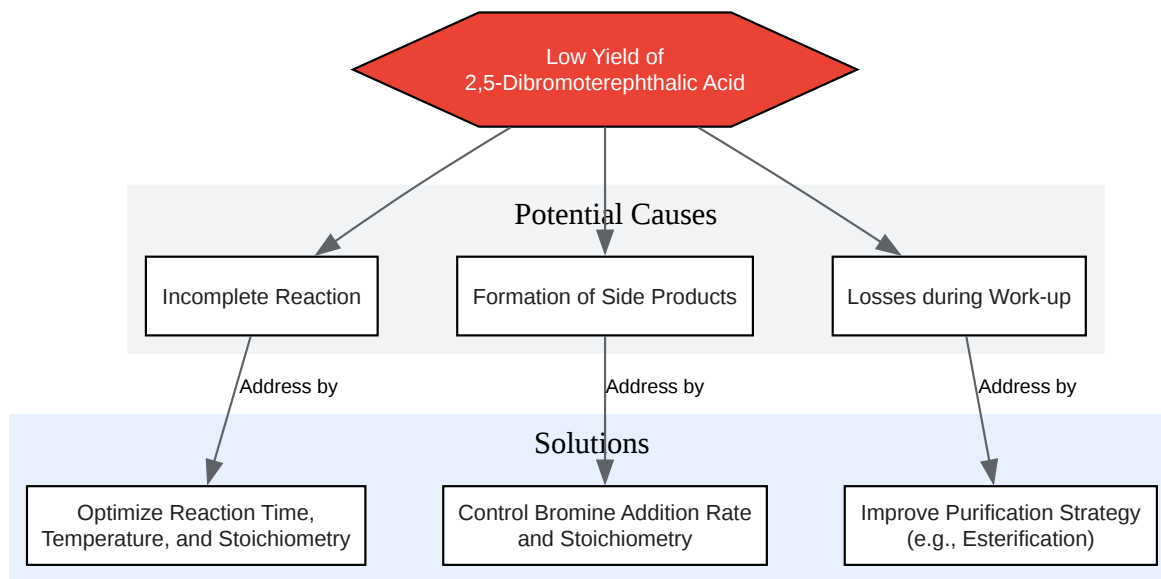 Low Yield of
2,5-Dibromoterephthalic Acid
Potential Causes
Incomplete Reaction
Formation of Side Products
Losses during Work-up
Address by
Address by
Address by
Solutions
Optimize Reaction Time,
Temperature, and Stoichiometry
Control Bromine Addition Rate
and Stoichiometry
Improve Purification Strategy
(e.g., Esterification)